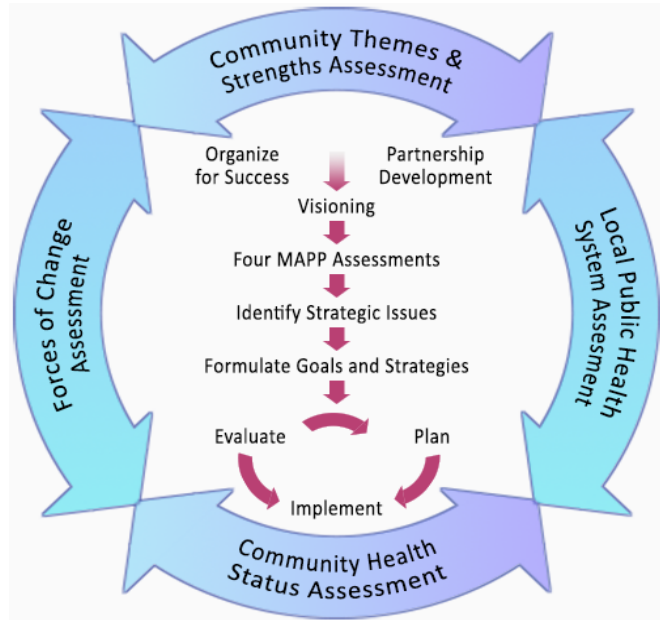 Community Themes &
Strengths Assessment
Organize
for Success
Partnership
Development
Visioning
Four MAPP Assessments
Identify Strategic Issues
Formulate Goals and Strategies
Evaluate
Plan
Implement
Forces of Change
Assessment
Local Public Health
System Assesment
Community Health
Status Assessment